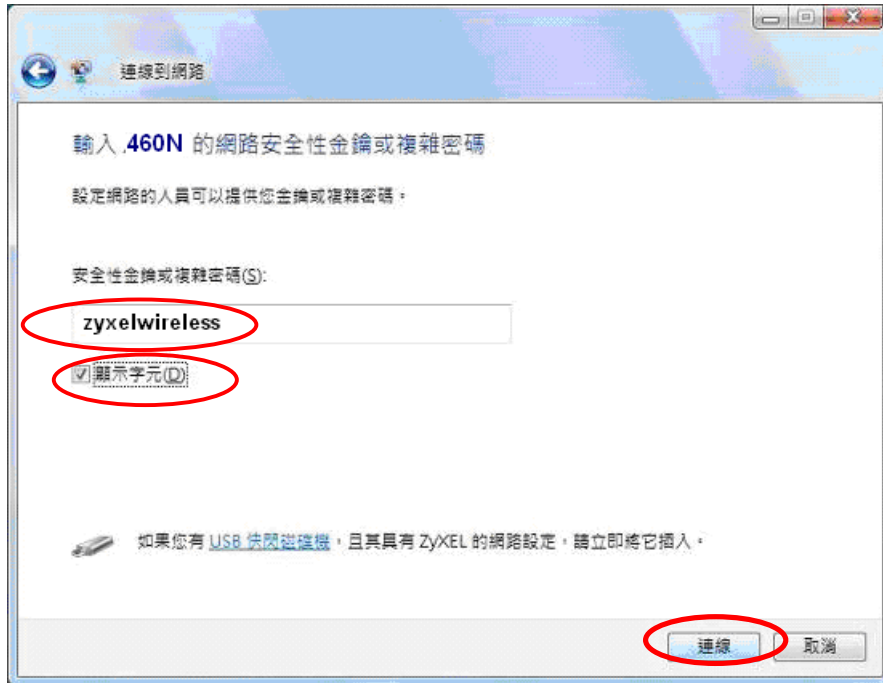 連線到網路
輸入 .460N 的網路安全性金鑰或複雜密碼
設定網路的人員可以提供您金鑰或複雜密碼。
安全性金鑰或複雜密碼(S):
zyxelwireless
顯示字元(D)
如果您有 USB 快閃磁碟機，且其具有 ZyXEL 的網路設定，請立即將它插入。
連線 取消